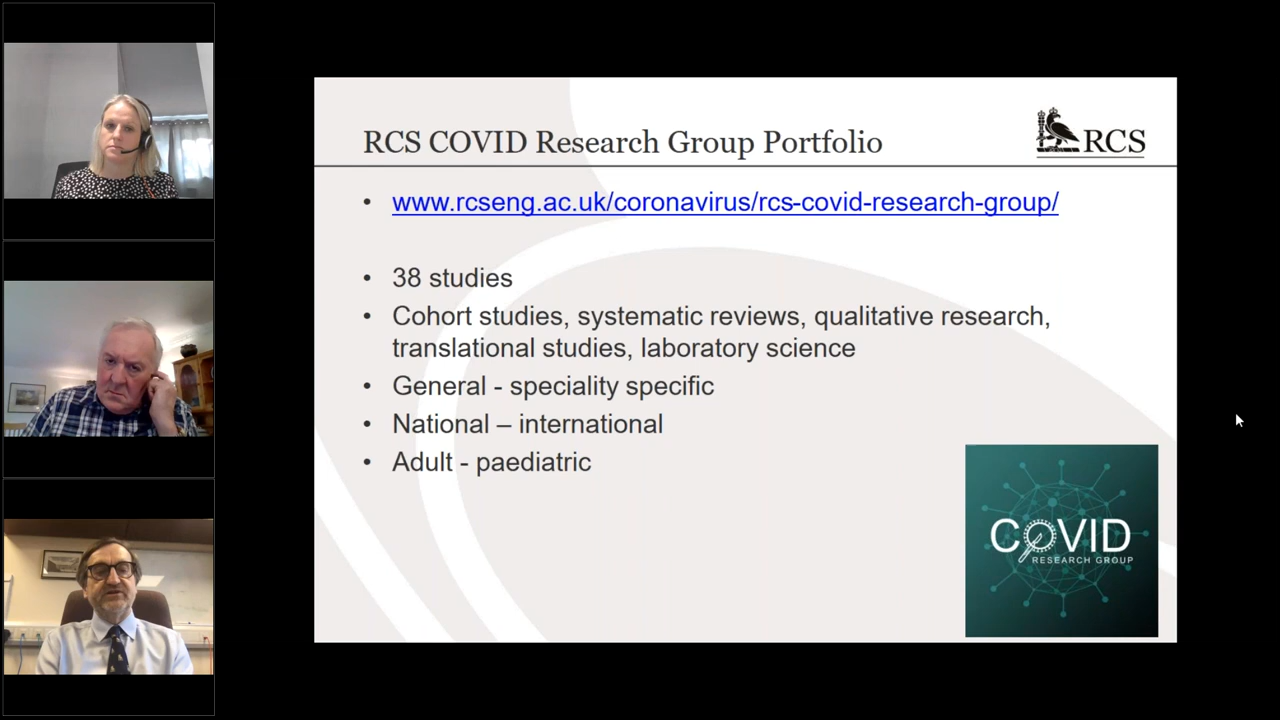 RCS COVID Research Group Portfolio
RCS
• www.rcseng.ac.uk/coronavirus/rcs-covid-research-group/
• 38 studies
• Cohort studies, systematic reviews, qualitative research,
translational studies, laboratory science
• General - speciality specific
• National – international
• Adult - paediatric
COVID
RESEARCH GROUP